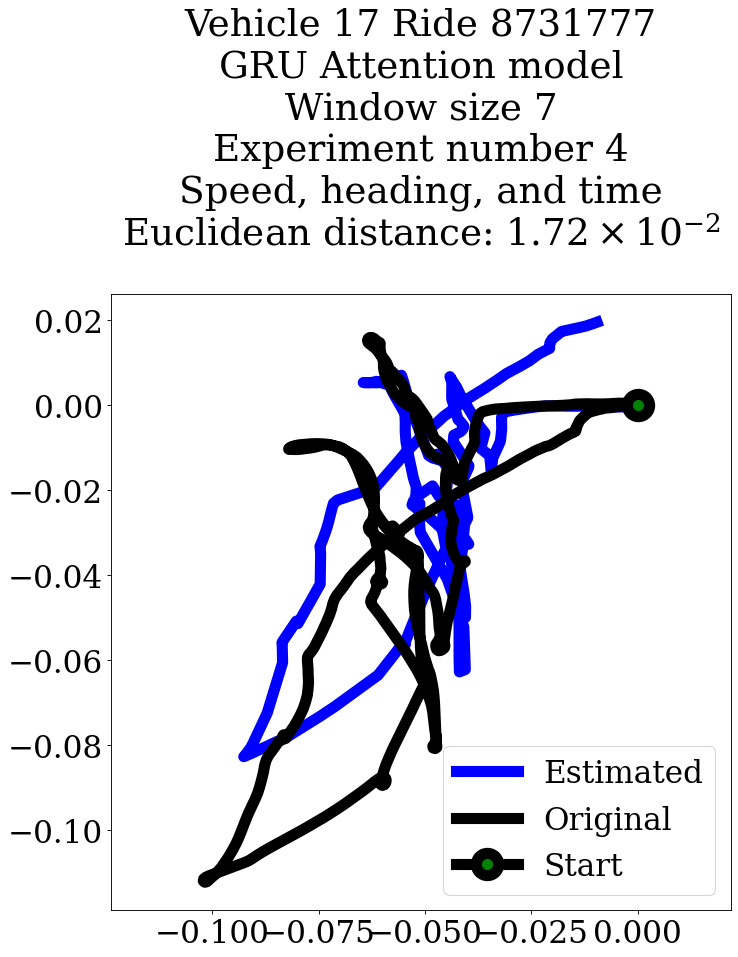 Vehicle 17 Ride 8731777
GRU Attention model
Window size 7
Experiment number 4
Speed, heading, and time
Euclidean distance: 1.72 × 10⁻²
0.02
0.00
−0.02
−0.04
−0.06
−0.08
−0.10
Estimated
Original
Start
−0.100 −0.075 −0.050 −0.025 0.000